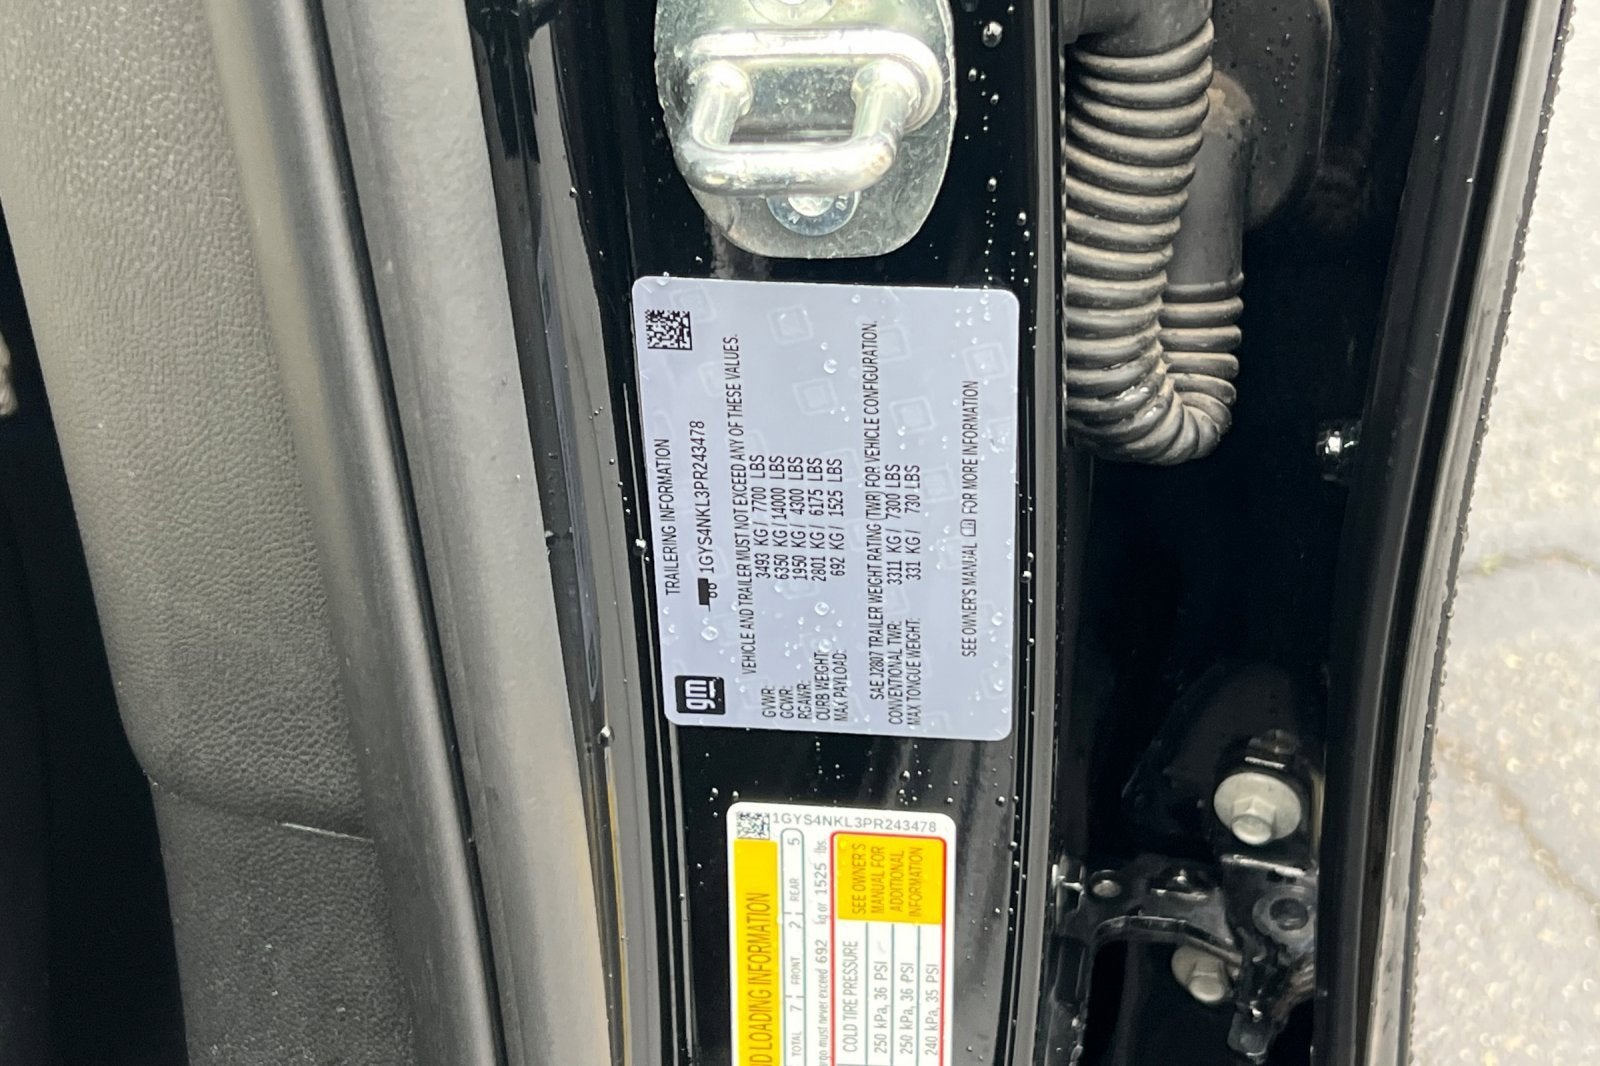 gm
TRAILERING INFORMATION
1GYS4NKL3PR243478
VEHICLE AND TRAILER MUST NOT EXCEED ANY OF THESE VALUES.
GVWR: 3493 KG / 7700 LBS
GCWR: 6350 KG / 14000 LBS
RGAWR: 1950 KG / 4300 LBS
CURB WEIGHT: 2801 KG / 6175 LBS
MAX PAYLOAD: 692 KG / 1525 LBS
SAE J2807 TRAILER WEIGHT RATING (TWR) FOR VEHICLE CONFIGURATION.
CONVENTIONAL TWR: 3311 KG / 7300 LBS
MAX TONGUE WEIGHT: 331 KG / 730 LBS
SEE OWNER'S MANUAL FOR MORE INFORMATION
1GYS4NKL3PR243478
LOADING INFORMATION
TOTAL 7 FRONT 2 REAR 5
must never exceed 692 kg or 1525 lbs.
COLD TIRE PRESSURE
250 kPa, 36 PSI
250 kPa, 36 PSI
240 kPa, 35 PSI
SEE OWNER'S
MANUAL FOR
ADDITIONAL
INFORMATION